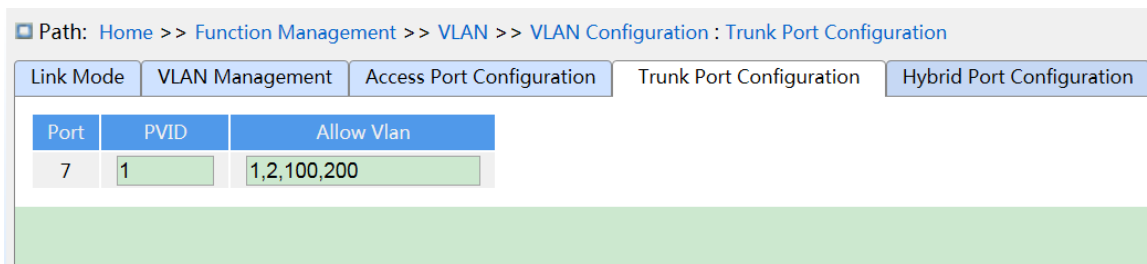 Path: Home >> Function Management >> VLAN >> VLAN Configuration : Trunk Port Configuration
Link Mode VLAN Management Access Port Configuration Trunk Port Configuration Hybrid Port Configuration
Port PVID Allow Vlan
7 1 1,2,100,200